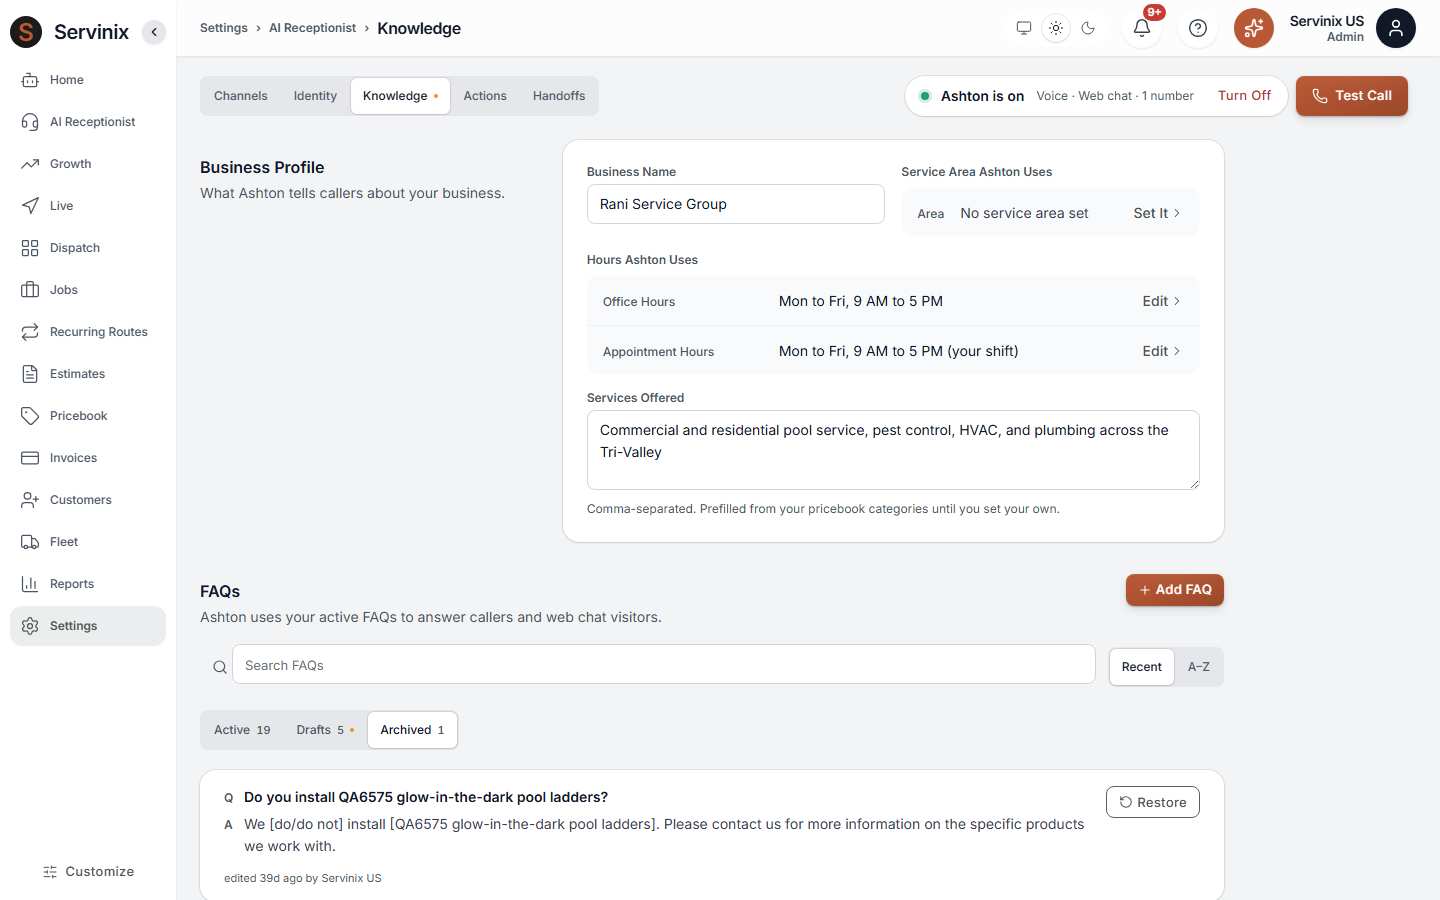 S Servinix
Home
AI Receptionist
Growth
Live
Dispatch
Jobs
Recurring Routes
Estimates
Pricebook
Invoices
Customers
Fleet
Reports
Settings
Customize
Settings › AI Receptionist › Knowledge
9+
Servinix US
Admin
Channels Identity Knowledge Actions Handoffs
Ashton is on Voice · Web chat · 1 number Turn Off
Test Call
Business Profile
What Ashton tells callers about your business.
Business Name
Rani Service Group
Service Area Ashton Uses
Area No service area set Set It
Hours Ashton Uses
Office Hours Mon to Fri, 9 AM to 5 PM Edit
Appointment Hours Mon to Fri, 9 AM to 5 PM (your shift) Edit
Services Offered
Commercial and residential pool service, pest control, HVAC, and plumbing across the
Tri-Valley
Comma-separated. Prefilled from your pricebook categories until you set your own.
FAQs
Ashton uses your active FAQs to answer callers and web chat visitors.
+ Add FAQ
Search FAQs
Recent A–Z
Active 19 Drafts 5 Archived 1
Q Do you install QA6575 glow-in-the-dark pool ladders?
A We [do/do not] install [QA6575 glow-in-the-dark pool ladders]. Please contact us for more information on the specific products
we work with.
edited 39d ago by Servinix US
Restore